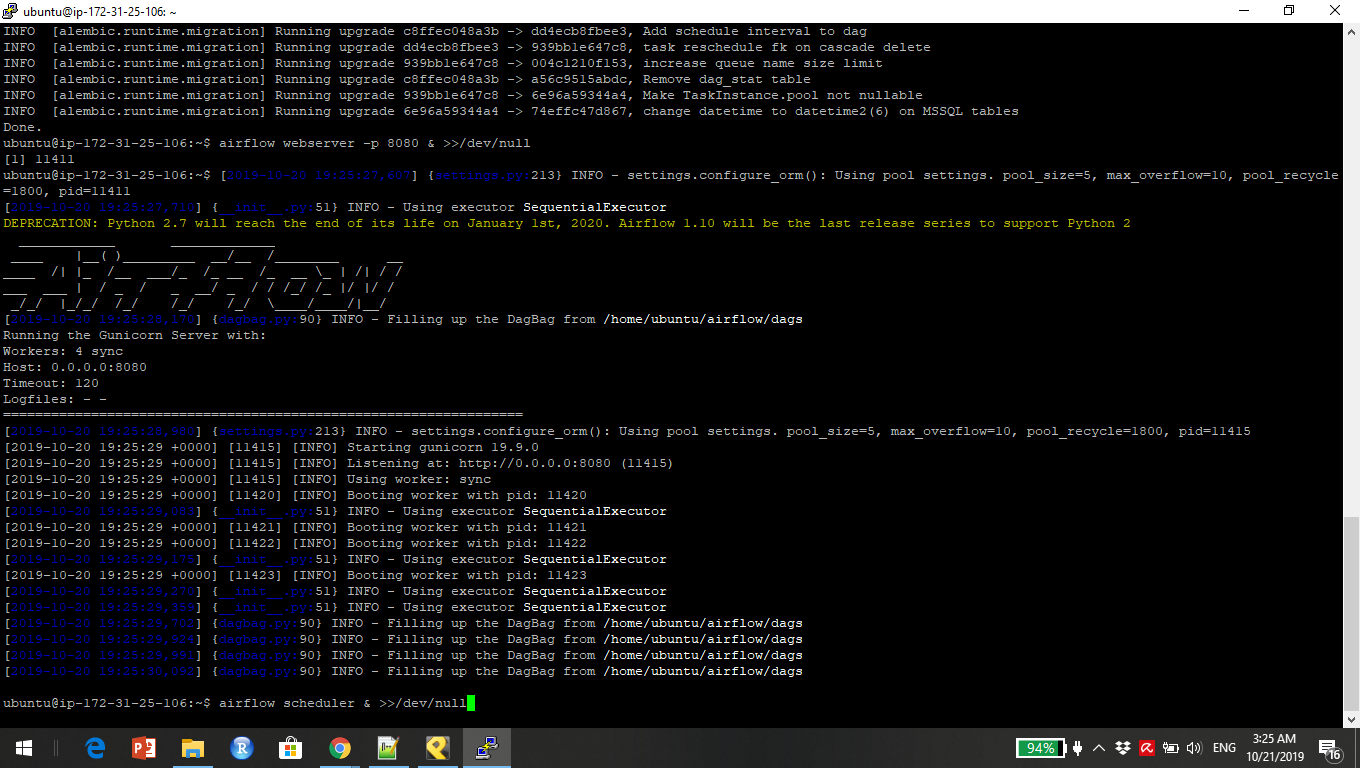 ubuntu@ip-172-31-25-106: ~
INFO  [alembic.runtime.migration] Running upgrade c8ffec048a3b -> dd4ecb8fbee3, Add schedule interval to dag
INFO  [alembic.runtime.migration] Running upgrade dd4ecb8fbee3 -> 939bb1e647c8, task reschedule fk on cascade delete
INFO  [alembic.runtime.migration] Running upgrade 939bb1e647c8 -> 004c1210f153, increase queue name size limit
INFO  [alembic.runtime.migration] Running upgrade c8ffec048a3b -> a56c9515abdc, Remove dag_stat table
INFO  [alembic.runtime.migration] Running upgrade 939bb1e647c8 -> 6e96a59344a4, Make TaskInstance.pool not nullable
INFO  [alembic.runtime.migration] Running upgrade 6e96a59344a4 -> 74effc47d867, change datetime to datetime2(6) on MSSQL tables
Done.
ubuntu@ip-172-31-25-106:~$ airflow webserver -p 8080 & >>/dev/null
[1] 11411
ubuntu@ip-172-31-25-106:~$ [2019-10-20 19:25:27,607] {settings.py:213} INFO - settings.configure_orm(): Using pool settings. pool_size=5, max_overflow=10, pool_recycle
=1800, pid=11411
[2019-10-20 19:25:27,710] {__init__.py:51} INFO - Using executor SequentialExecutor
DEPRECATION: Python 2.7 will reach the end of its life on January 1st, 2020. Airflow 1.10 will be the last release series to support Python 2
Airflow
[2019-10-20 19:25:28,170] {dagbag.py:90} INFO - Filling up the DagBag from /home/ubuntu/airflow/dags
Running the Gunicorn Server with:
Workers: 4 sync
Host: 0.0.0.0:8080
Timeout: 120
Logfiles: - -
=================================================================
[2019-10-20 19:25:28,980] {settings.py:213} INFO - settings.configure_orm(): Using pool settings. pool_size=5, max_overflow=10, pool_recycle=1800, pid=11415
[2019-10-20 19:25:29 +0000] [11415] [INFO] Starting gunicorn 19.9.0
[2019-10-20 19:25:29 +0000] [11415] [INFO] Listening at: http://0.0.0.0:8080 (11415)
[2019-10-20 19:25:29 +0000] [11415] [INFO] Using worker: sync
[2019-10-20 19:25:29 +0000] [11420] [INFO] Booting worker with pid: 11420
[2019-10-20 19:25:29,083] {__init__.py:51} INFO - Using executor SequentialExecutor
[2019-10-20 19:25:29 +0000] [11421] [INFO] Booting worker with pid: 11421
[2019-10-20 19:25:29 +0000] [11422] [INFO] Booting worker with pid: 11422
[2019-10-20 19:25:29,175] {__init__.py:51} INFO - Using executor SequentialExecutor
[2019-10-20 19:25:29 +0000] [11423] [INFO] Booting worker with pid: 11423
[2019-10-20 19:25:29,270] {__init__.py:51} INFO - Using executor SequentialExecutor
[2019-10-20 19:25:29,359] {__init__.py:51} INFO - Using executor SequentialExecutor
[2019-10-20 19:25:29,702] {dagbag.py:90} INFO - Filling up the DagBag from /home/ubuntu/airflow/dags
[2019-10-20 19:25:29,924] {dagbag.py:90} INFO - Filling up the DagBag from /home/ubuntu/airflow/dags
[2019-10-20 19:25:29,991] {dagbag.py:90} INFO - Filling up the DagBag from /home/ubuntu/airflow/dags
[2019-10-20 19:25:30,092] {dagbag.py:90} INFO - Filling up the DagBag from /home/ubuntu/airflow/dags
ubuntu@ip-172-31-25-106:~$ airflow scheduler & >>/dev/null
94%
ENG
3:25 AM
10/21/2019
16